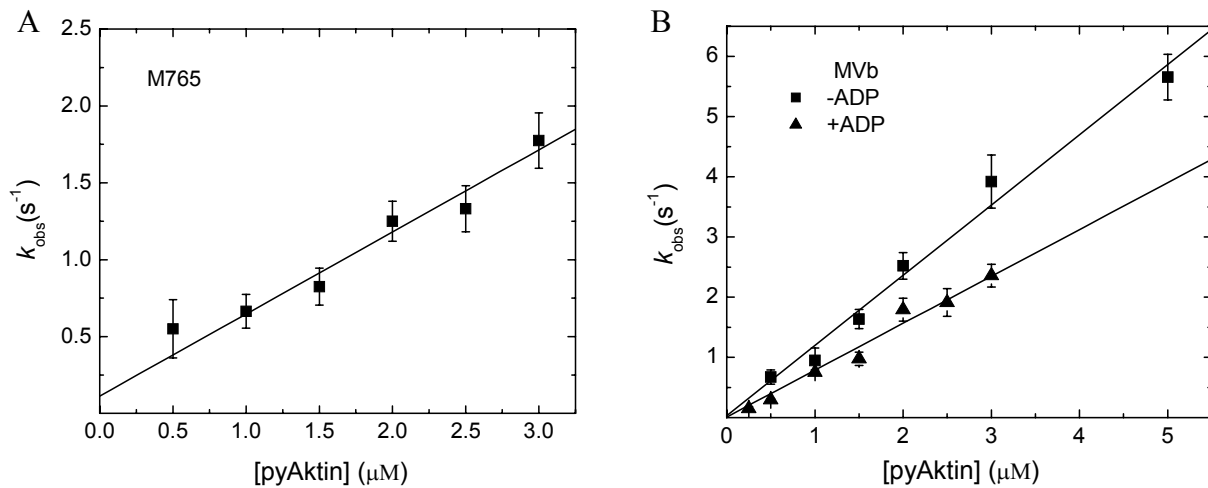 A
2.5
2.0
1.5
1.0
0.5
M765
k_obs(s⁻¹)
0.0 0.5 1.0 1.5 2.0 2.5 3.0
[pyAktin] (μM)
B
6
5
4
3
2
1
MVb
-ADP
+ADP
k_obs(s⁻¹)
0 1 2 3 4 5
[pyAktin] (μM)